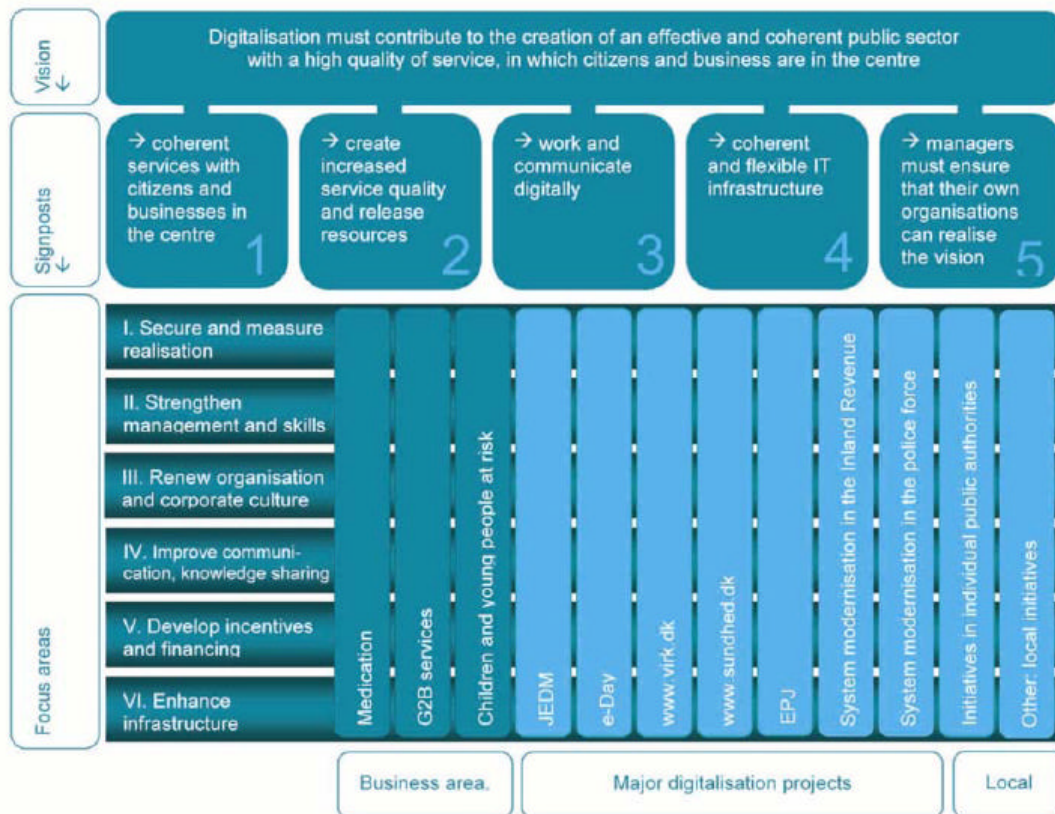 Vision
Digitalisation must contribute to the creation of an effective and coherent public sector
with a high quality of service, in which citizens and business are in the centre
Signposts
→ coherent
services with
citizens and
businesses in
the centre
1
→ create
increased
service quality
and release
resources
2
→ work and
communicate
digitally
3
→ coherent
and flexible IT
infrastructure
4
→ managers
must ensure
that their own
organisations
can realise
the vision
5
Focus areas
I. Secure and measure
realisation
II. Strengthen
management and skills
III. Renew organisation
and corporate culture
IV. Improve communi-
cation, knowledge sharing
V. Develop incentives
and financing
VI. Enhance
infrastructure
Medication
G2B services
Children and young people at risk
JEDM
e-Day
www.virk.dk
www.sundhed.dk
EPJ
System modernisation in the Inland Revenue
System modernisation in the police force
Initiatives in individual public authorities
Other: local initiatives
Business area.
Major digitalisation projects
Local